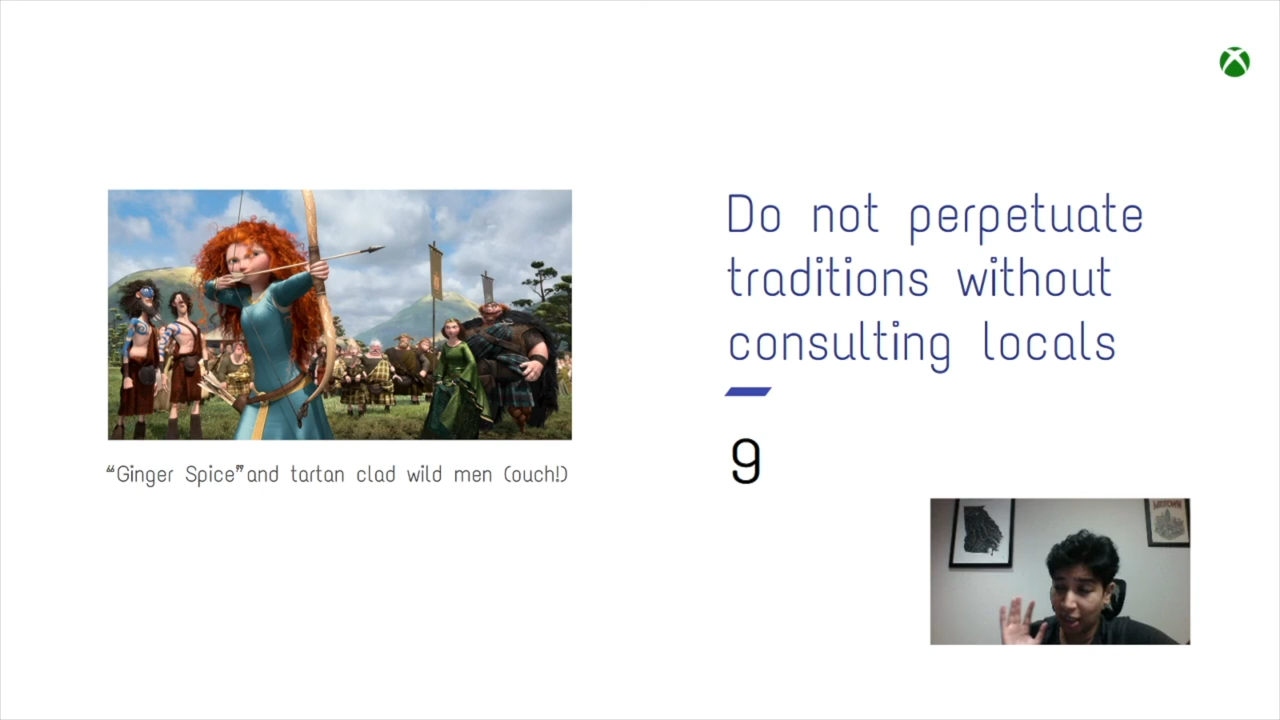 Do not perpetuate
traditions without
consulting locals
9
“Ginger Spice” and tartan clad wild men (ouch!)